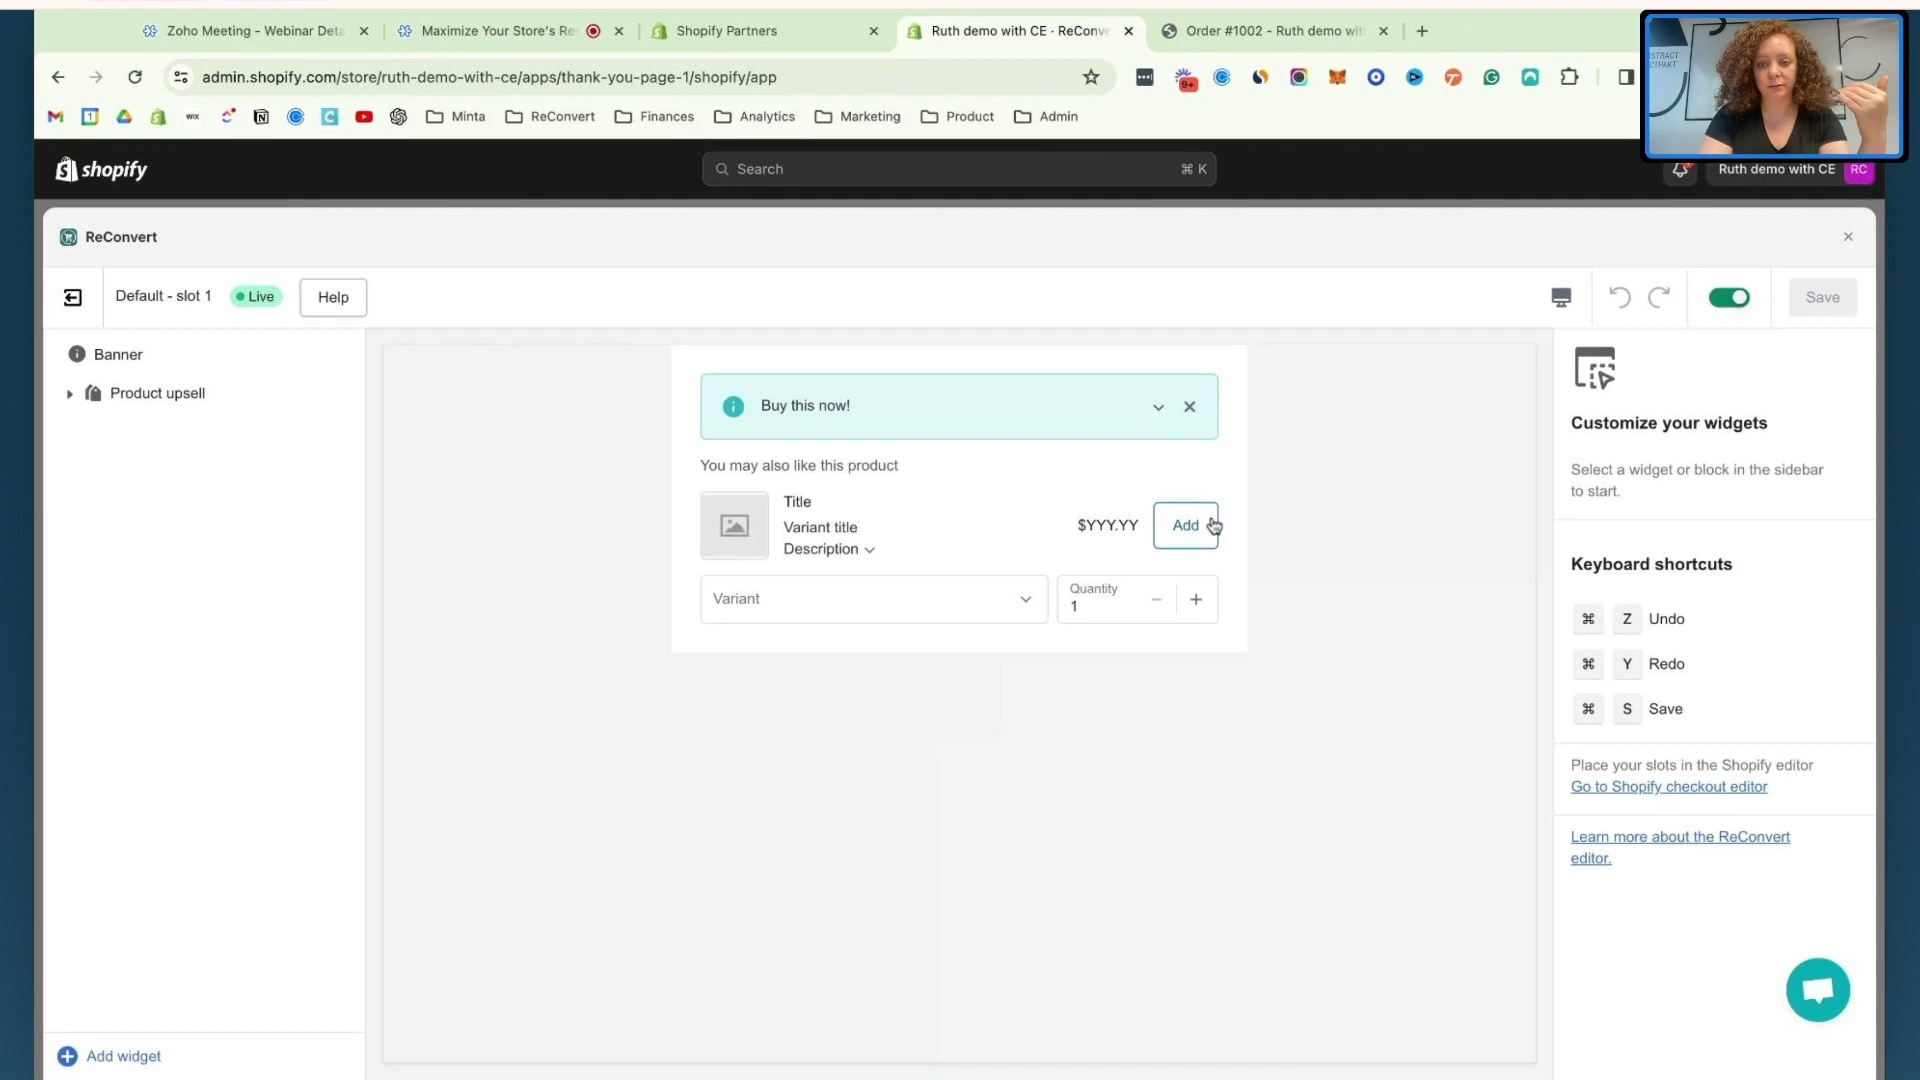 Zoho Meeting - Webinar Deta
Maximize Your Store's Re
Shopify Partners
Ruth demo with CE · ReConve
Order #1002 - Ruth demo wit
admin.shopify.com/store/ruth-demo-with-ce/apps/thank-you-page-1/shopify/app
9+
WIX
Minta
ReConvert
Finances
Analytics
Marketing
Product
Admin
shopify
Search
⌘ K
Ruth demo with CE
RC
ReConvert
Default - slot 1
Live
Help
Save
Banner
Product upsell
Buy this now!
You may also like this product
Title
Variant title
Description
$YYY.YY
Add
Variant
Quantity
1
Customize your widgets
Select a widget or block in the sidebar
to start.
Keyboard shortcuts
⌘ Z Undo
⌘ Y Redo
⌘ S Save
Place your slots in the Shopify editor
Go to Shopify checkout editor
Learn more about the ReConvert
editor.
Add widget